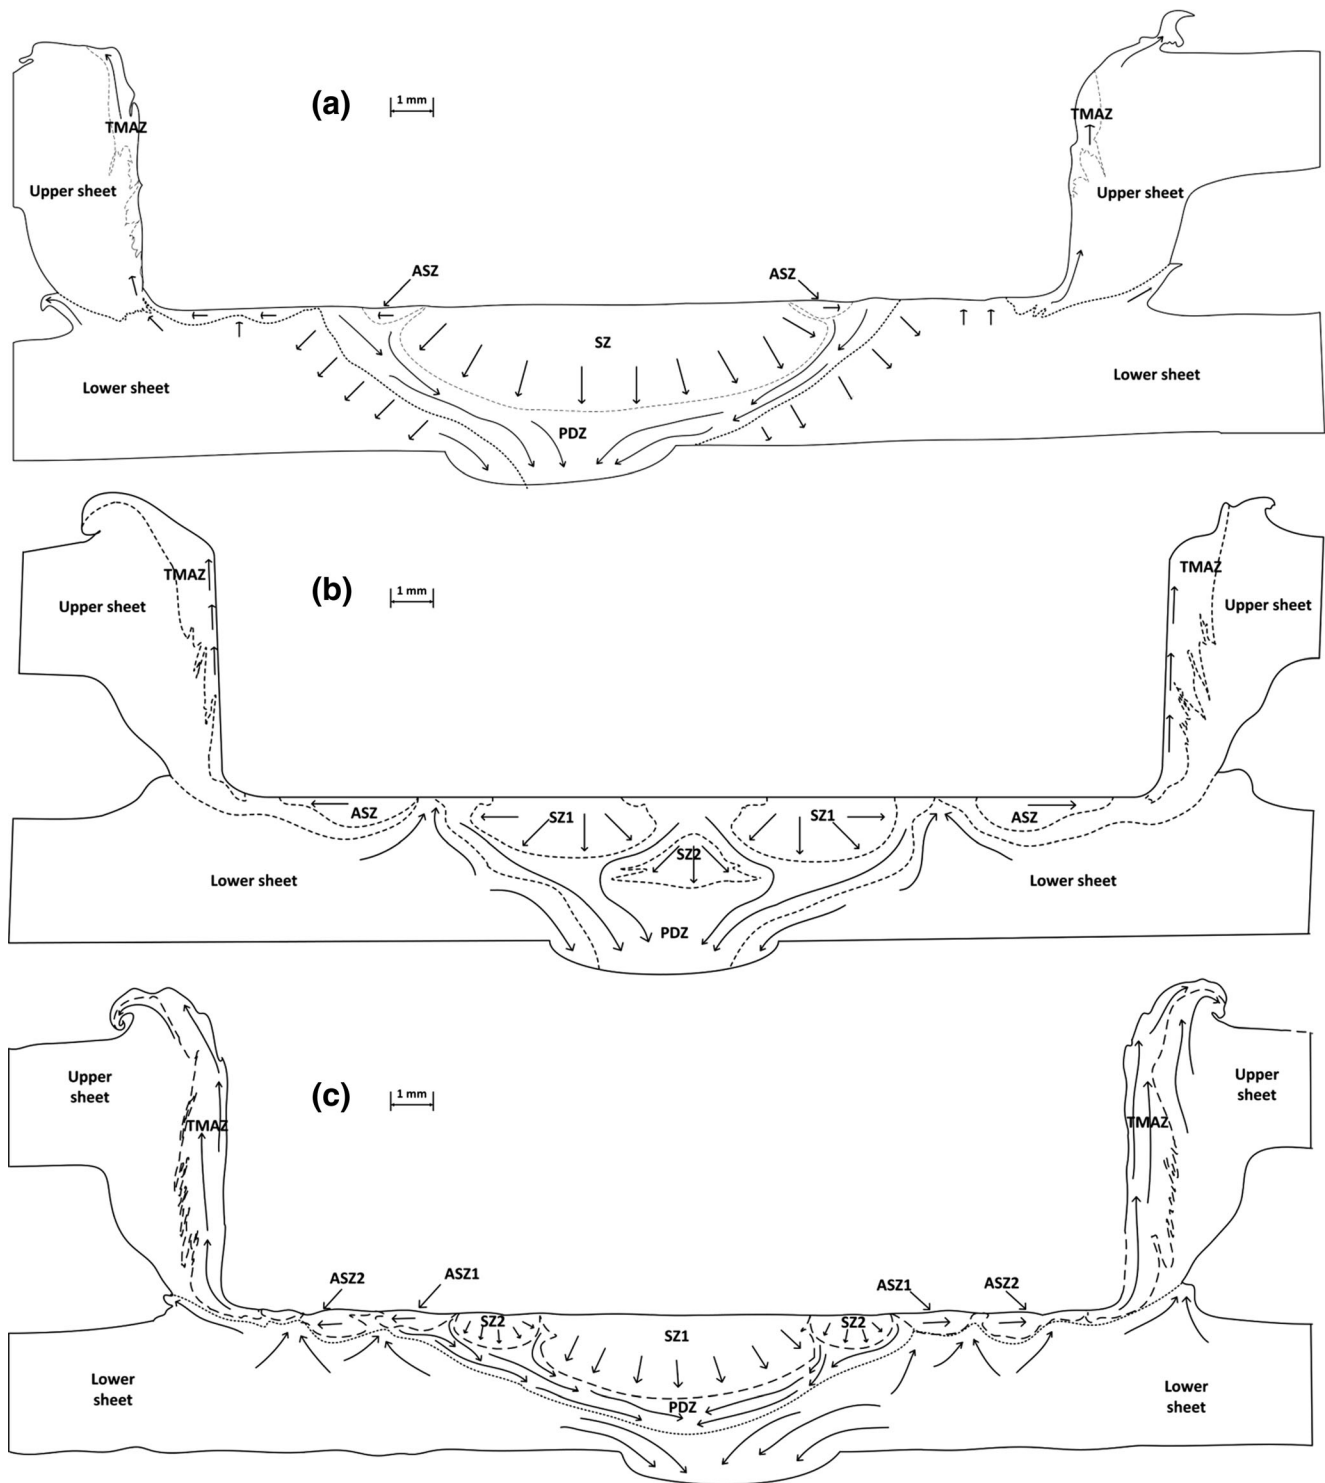 (a)
1 mm
TMAZ
TMAZ
Upper sheet
Upper sheet
ASZ
ASZ
SZ
Lower sheet
Lower sheet
PDZ
(b)
1 mm
TMAZ
TMAZ
Upper sheet
Upper sheet
ASZ
SZ1
SZ1
ASZ
SZ2
Lower sheet
Lower sheet
PDZ
(c)
1 mm
Upper
sheet
Upper
sheet
TMAZ
TMAZ
ASZ2
ASZ1
ASZ1
ASZ2
SZ2
SZ1
SZ2
PDZ
Lower
sheet
Lower
sheet